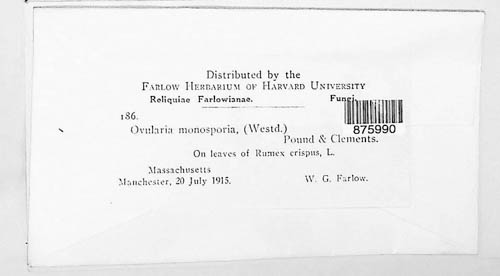 Distributed by the
FARLOW HERBARIUM OF HARVARD UNIVERSITY
Reliquiae Farlowianae. Fungi.
186.
875990
Ovularia monosporia, (Westd.)
Pound & Clements.
On leaves of Rumex crispus, L.
Massachusetts
Manchester, 20 July 1915. W. G. Farlow.